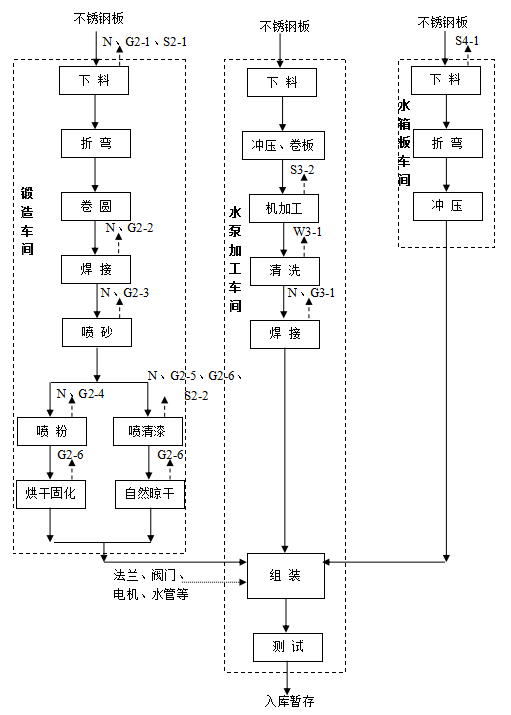 不锈钢板
N、G2-1、S2-1
下 料
折 弯
卷 圆
N、G2-2
焊 接
N、G2-3
喷 砂
N、G2-4
喷 粉
G2-6
烘干固化
N、G2-5、G2-6、
S2-2
喷清漆
G2-6
自然晾干
锻造车间
不锈钢板
下 料
冲压、卷板
S3-2
机加工
W3-1
清 洗
N、G3-1
焊 接
水泵加工车间
不锈钢板
S4-1
下 料
折 弯
冲 压
水箱板车间
法兰、阀门、
电机、水管等
组 装
测 试
入库暂存